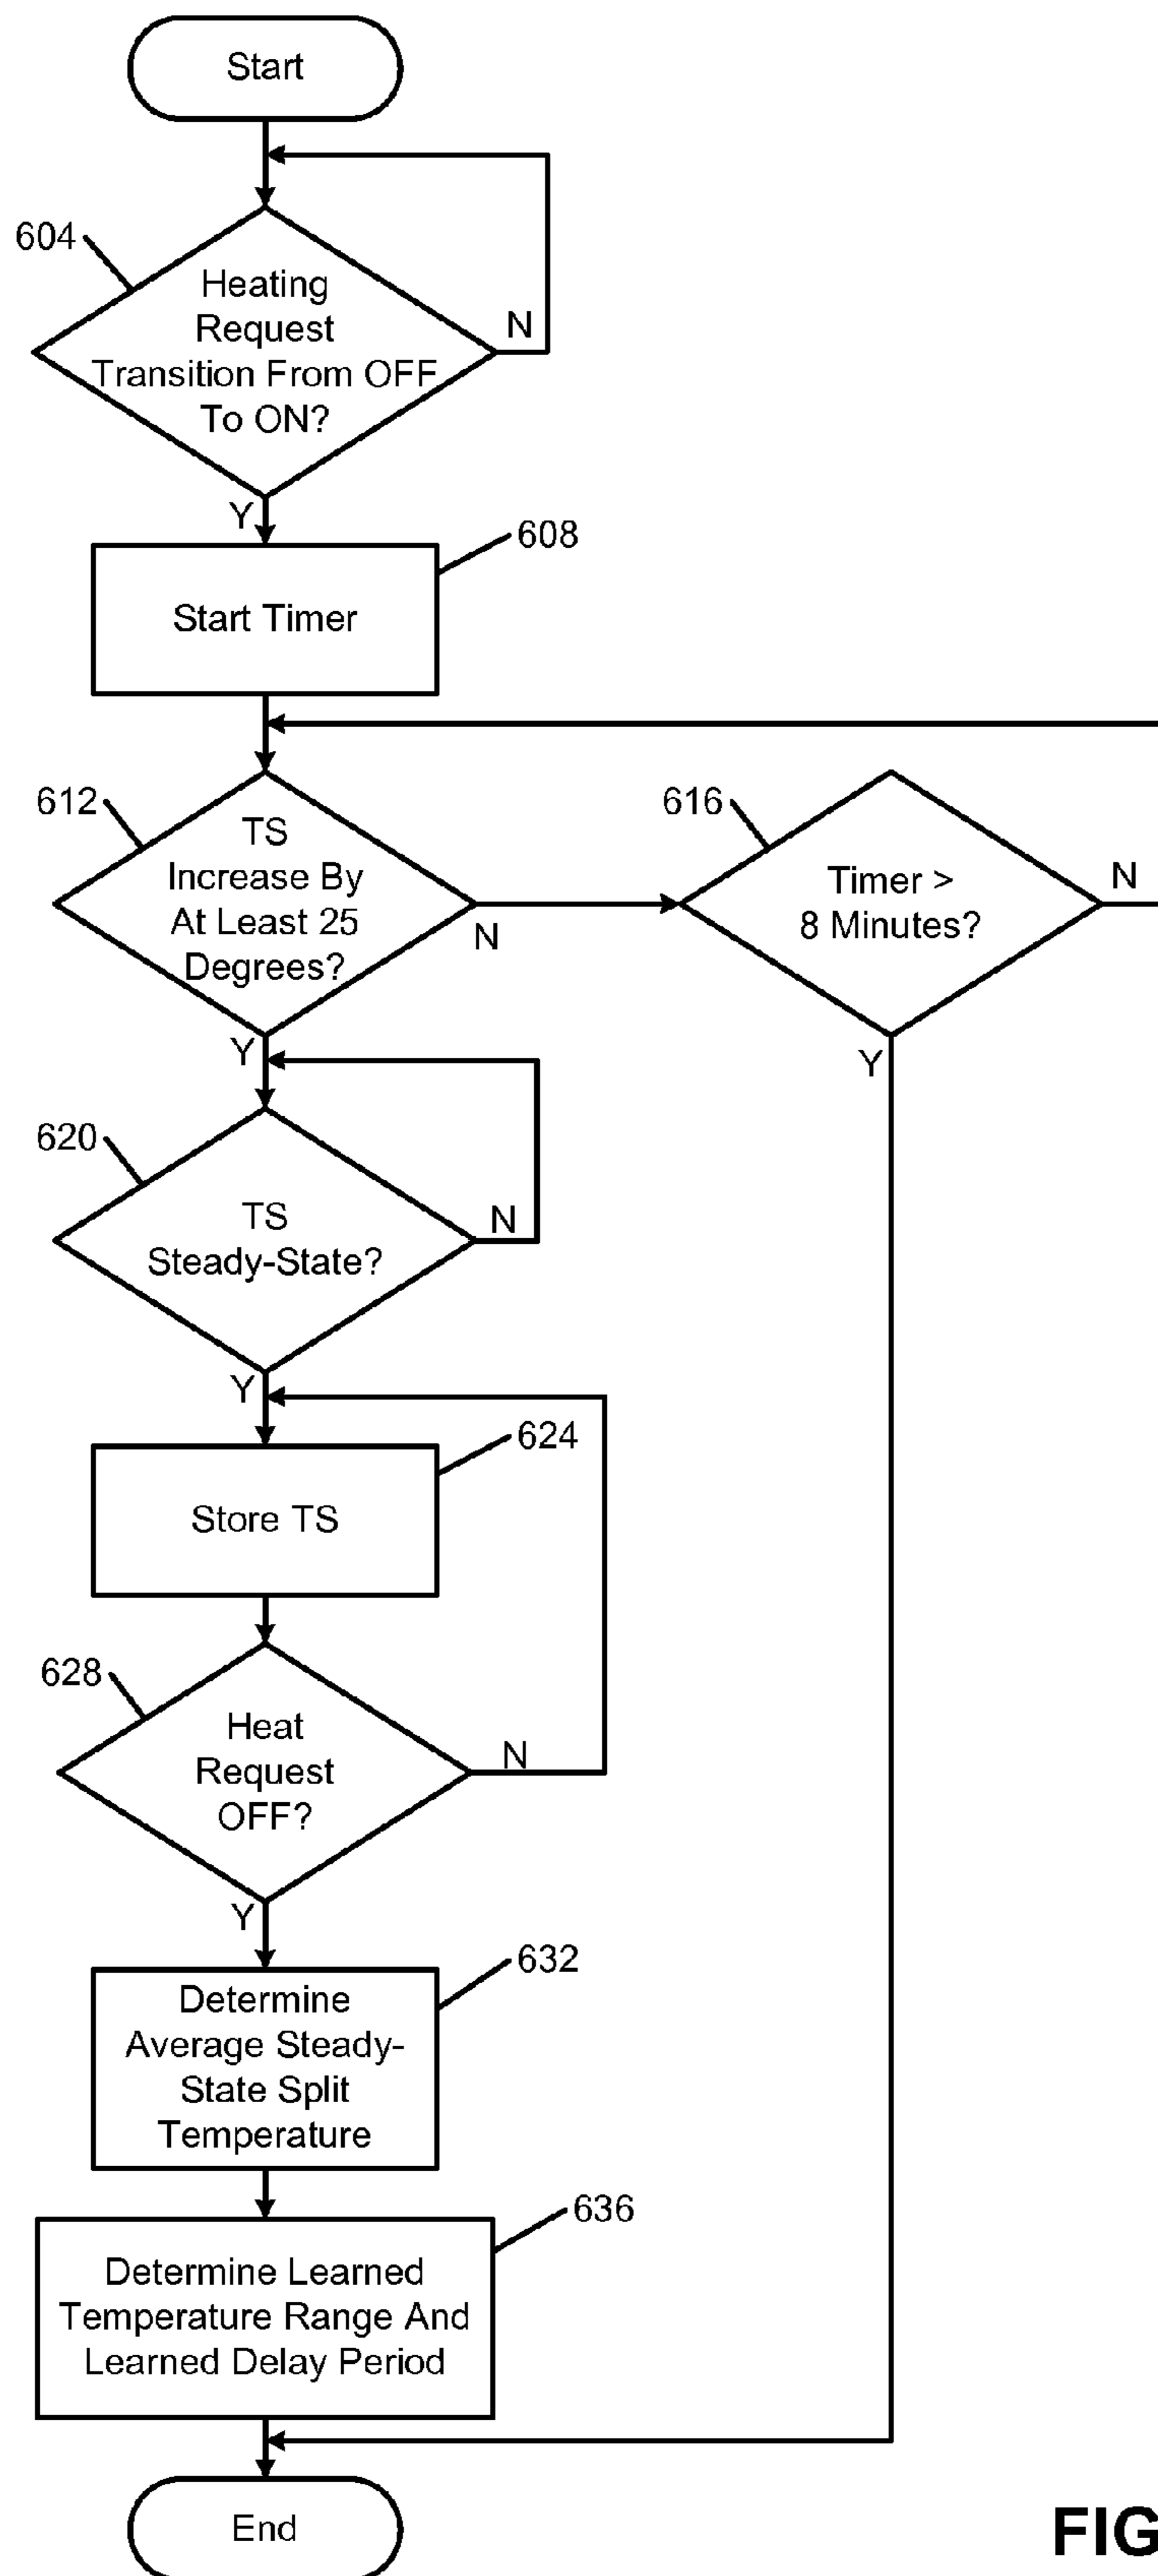 Start
604
Heating
Request
Transition From OFF
To ON?
N
Y
608
Start Timer
612
TS
Increase By
At Least 25
Degrees?
N
Y
616
Timer >
8 Minutes?
N
Y
620
TS
Steady-State?
N
Y
624
Store TS
628
Heat
Request
OFF?
N
Y
632
Determine
Average Steady-
State Split
Temperature
636
Determine Learned
Temperature Range And
Learned Delay Period
End
FIG